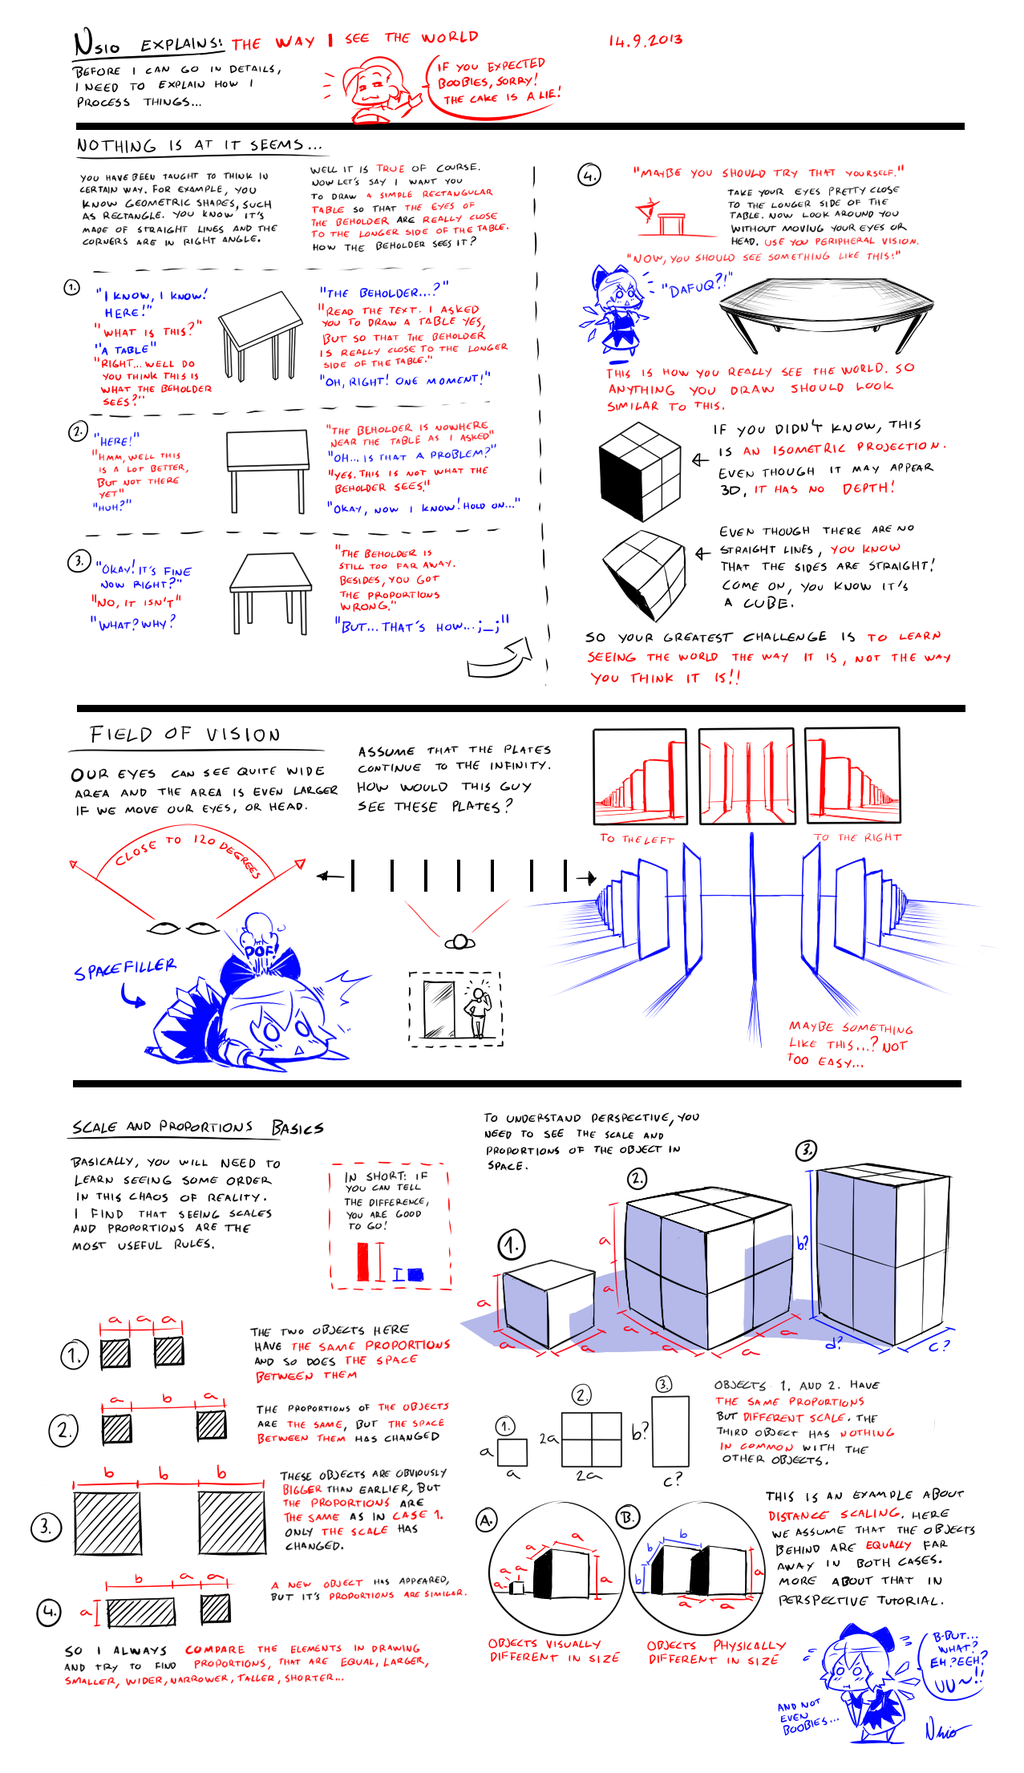 Nsio EXPLAINS: THE WAY I SEE THE WORLD
14.9.2013
BEFORE I CAN GO IN DETAILS,
I NEED TO EXPLAIN HOW I
PROCESS THINGS...
IF YOU EXPECTED
BOOBIES, SORRY!
THE CAKE IS A LIE!
NOTHING IS AT IT SEEMS...
YOU HAVE BEEN TAUGHT TO THINK IN
CERTAIN WAY. FOR EXAMPLE, YOU
KNOW GEOMETRIC SHAPES, SUCH
AS RECTANGLE. YOU KNOW IT'S
MADE OF STRAIGHT LINES AND THE
CORNERS ARE IN RIGHT ANGLE.
WELL IT IS TRUE OF COURSE.
NOW LET'S SAY I WANT YOU
TO DRAW A SIMPLE RECTANGULAR
TABLE SO THAT THE EYES OF
THE BEHOLDER ARE REALLY CLOSE
TO THE LONGER SIDE OF THE TABLE.
HOW THE BEHOLDER SEES IT?
1.
"I KNOW, I KNOW!
HERE!"
"WHAT IS THIS?"
"A TABLE"
"RIGHT... WELL DO
YOU THINK THIS IS
WHAT THE BEHOLDER
SEES?"
"THE BEHOLDER...?"
"READ THE TEXT. I ASKED
YOU TO DRAW A TABLE YES,
BUT SO THAT THE BEHOLDER
IS REALLY CLOSE TO THE LONGER
SIDE OF THE TABLE."
"OH, RIGHT! ONE MOMENT!"
2.
"HERE!"
"HMM, WELL THIS
IS A LOT BETTER,
BUT NOT THERE
YET"
"HUH?"
"THE BEHOLDER IS NOWHERE
NEAR THE TABLE AS I ASKED"
"OH... IS THAT A PROBLEM?"
"YES. THIS IS NOT WHAT THE
BEHOLDER SEES."
"OKAY, NOW I KNOW! HOLD ON..."
3.
"OKAY! IT'S FINE
NOW RIGHT?"
"NO, IT ISN'T"
"WHAT? WHY?
"THE BEHOLDER IS
STILL TOO FAR AWAY.
BESIDES, YOU GOT
THE PROPORTIONS
WRONG."
"BUT... THAT'S HOW... ;_;"
4.
"MAYBE YOU SHOULD TRY THAT YOURSELF."
TAKE YOUR EYES PRETTY CLOSE
TO THE LONGER SIDE OF THE
TABLE. NOW LOOK AROUND YOU
WITHOUT MOVING YOUR EYES OR
HEAD. USE YOU PERIPHERAL VISION.
"NOW, YOU SHOULD SEE SOMETHING LIKE THIS:"
"DAFUQ?!"
THIS IS HOW YOU REALLY SEE THE WORLD. SO
ANYTHING YOU DRAW SHOULD LOOK
SIMILAR TO THIS.
IF YOU DIDN'T KNOW, THIS
IS AN ISOMETRIC PROJECTION.
EVEN THOUGH IT MAY APPEAR
3D, IT HAS NO DEPTH!
EVEN THOUGH THERE ARE NO
STRAIGHT LINES, YOU KNOW
THAT THE SIDES ARE STRAIGHT!
COME ON, YOU KNOW IT'S
A CUBE.
SO YOUR GREATEST CHALLENGE IS TO LEARN
SEEING THE WORLD THE WAY IT IS, NOT THE WAY
YOU THINK IT IS!!
FIELD OF VISION
OUR EYES CAN SEE QUITE WIDE
AREA AND THE AREA IS EVEN LARGER
IF WE MOVE OUR EYES, OR HEAD.
CLOSE TO 120 DEGREES
SPACEFILLER
POF!
ASSUME THAT THE PLATES
CONTINUE TO THE INFINITY.
HOW WOULD THIS GUY
SEE THESE PLATES?
TO THE LEFT
TO THE RIGHT
MAYBE SOMETHING
LIKE THIS...? NOT
TOO EASY...
SCALE AND PROPORTIONS BASICS
BASICALLY, YOU WILL NEED TO
LEARN SEEING SOME ORDER
IN THIS CHAOS OF REALITY.
I FIND THAT SEEING SCALES
AND PROPORTIONS ARE THE
MOST USEFUL RULES.
IN SHORT: IF
YOU CAN TELL
THE DIFFERENCE,
YOU ARE GOOD
TO GO!
1.
a a a
THE TWO OBJECTS HERE
HAVE THE SAME PROPORTIONS
AND SO DOES THE SPACE
BETWEEN THEM
2.
a b a
THE PROPORTIONS OF THE OBJECTS
ARE THE SAME, BUT THE SPACE
BETWEEN THEM HAS CHANGED
3.
b b b
THESE OBJECTS ARE OBVIOUSLY
BIGGER THAN EARLIER, BUT
THE PROPORTIONS ARE
THE SAME AS IN CASE 1.
ONLY THE SCALE HAS
CHANGED.
4.
b a a
a
A NEW OBJECT HAS APPEARED,
BUT IT'S PROPORTIONS ARE SIMILAR.
SO I ALWAYS COMPARE THE ELEMENTS IN DRAWING
AND TRY TO FIND PROPORTIONS, THAT ARE EQUAL, LARGER,
SMALLER, WIDER, NARROWER, TALLER, SHORTER...
TO UNDERSTAND PERSPECTIVE, YOU
NEED TO SEE THE SCALE AND
PROPORTIONS OF THE OBJECT IN
SPACE.
1.
a
a a
2.
a
a
a a a a
3.
b?
d? c?
1.
a
a
2.
2a
2a
3.
b?
c?
OBJECTS 1. AND 2. HAVE
THE SAME PROPORTIONS
BUT DIFFERENT SCALE. THE
THIRD OBJECT HAS NOTHING
IN COMMON WITH THE
OTHER OBJECTS.
A.
a a a a a
OBJECTS VISUALLY
DIFFERENT IN SIZE
B.
b b b a a a
OBJECTS PHYSICALLY
DIFFERENT IN SIZE
THIS IS AN EXAMPLE ABOUT
DISTANCE SCALING. HERE
WE ASSUME THAT THE OBJECTS
BEHIND ARE EQUALLY FAR
AWAY IN BOTH CASES.
MORE ABOUT THAT IN
PERSPECTIVE TUTORIAL.
B-BUT...
WHAT?
EH? EEH?
UU~!!
AND NOT
EVEN
BOOBIES...
Nsio